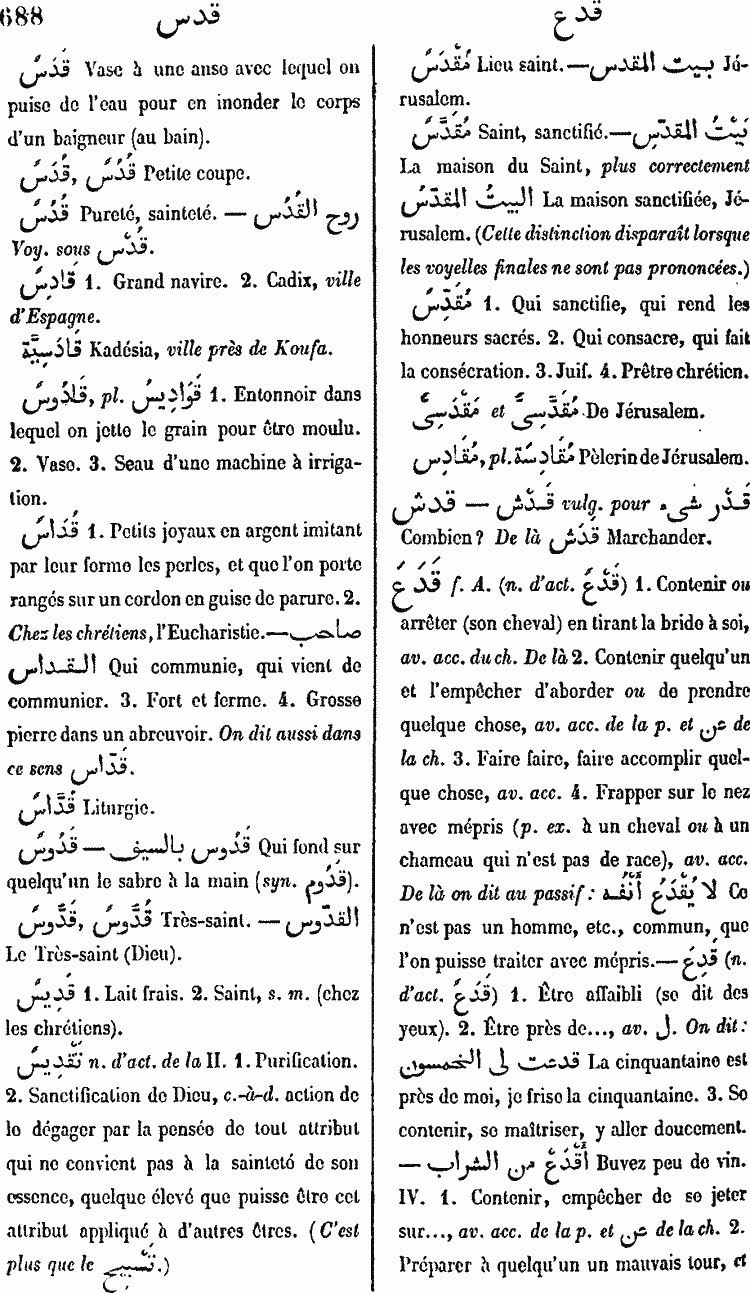 688
قدس
قدع
قَدَسٌ Vase à une anse avec lequel on
puise de l'eau pour en inonder le corps
d'un baigneur (au bain).
قُدُسٌ, قَدَسٌ Petite coupe.
قُدُسٌ Pureté, sainteté. — روح القُدُس
Voy. sous قُدْس.
قَادِسٌ 1. Grand navire. 2. Cadix, ville
d'Espagne.
قَادِسِيَّة Kadésia, ville près de Koufa.
قَادُوسٌ, pl. قَوَادِيسُ 1. Entonnoir dans
lequel on jette le grain pour être moulu.
2. Vase. 3. Seau d'une machine à irriga-
tion.
قُدَاسٌ 1. Petits joyaux en argent imitant
par leur forme les perles, et que l'on porte
rangés sur un cordon en guise de parure. 2.
Chez les chrétiens, l'Eucharistie.—صاحب
القداس Qui communie, qui vient de
communier. 3. Fort et ferme. 4. Grosse
pierre dans un abreuvoir. On dit aussi dans
ce sens قَدَّاس.
قُدَّاسٌ Liturgie.
قَدُوسٌ — قَدُوس بالسيف Qui fond sur
quelqu'un le sabre à la main (syn. قَدُوم).
قَدُّوسٌ, قُدُّوسٌ Très-saint. — القدّوس
Le Très-saint (Dieu).
قَدِيسٌ 1. Lait frais. 2. Saint, s. m. (chez
les chrétiens).
تَقْدِيسٌ n. d'act. de la II. 1. Purification.
2. Sanctification de Dieu, c.-à-d. action de
le dégager par la pensée de tout attribut
qui ne convient pas à la sainteté de son
essence, quelque élevé que puisse être cet
attribut appliqué à d'autres êtres. (C'est
plus que le تَسْبِيح.)
مَقْدِسٌ Lieu saint.—بيت المقدس Jé-
rusalem.
مُقَدَّسٌ Saint, sanctifié.—بَيْتُ المقدّسِ
La maison du Saint, plus correctement
البيتُ المقدّسُ La maison sanctifiée, Jé-
rusalem. (Cette distinction disparaît lorsque
les voyelles finales ne sont pas prononcées.)
مُقَدِّسٌ 1. Qui sanctifie, qui rend les
honneurs sacrés. 2. Qui consacre, qui fait
la consécration. 3. Juif. 4. Prêtre chrétien.
مَقْدِسِىٌّ et مُقَدَّسِىٌّ De Jérusalem.
مُقَادِس, pl. مُقَادِسَة Pèlerin de Jérusalem.
قدش — قَدَّش vulg. pour قَدْر شىء
Combien? De là قَدَّش Marchander.
قَدَعَ f. A. (n. d'act. قَدْعٌ) 1. Contenir ou
arrêter (son cheval) en tirant la bride à soi,
av. acc. du ch. De là 2. Contenir quelqu'un
et l'empêcher d'aborder ou de prendre
quelque chose, av. acc. de la p. et عن de
la ch. 3. Faire faire, faire accomplir quel-
que chose, av. acc. 4. Frapper sur le nez
avec mépris (p. ex. à un cheval ou à un
chameau qui n'est pas de race), av. acc.
De là on dit au passif: لا يُقْدَعُ أَنْفُه Ce
n'est pas un homme, etc., commun, que
l'on puisse traiter avec mépris.— قَدِعَ (n.
d'act. قَدَعٌ) 1. Être affaibli (se dit des
yeux). 2. Être près de..., av. ل. On dit:
قدعت لى الخمسون La cinquantaine est
près de moi, je frise la cinquantaine. 3. Se
contenir, se maîtriser, y aller doucement.
— أَقْدَعْ من الشراب Buvez peu de vin.
IV. 1. Contenir, empêcher de se jeter
sur..., av. acc. de la p. et عن de la ch. 2.
Préparer à quelqu'un un mauvais tour, et